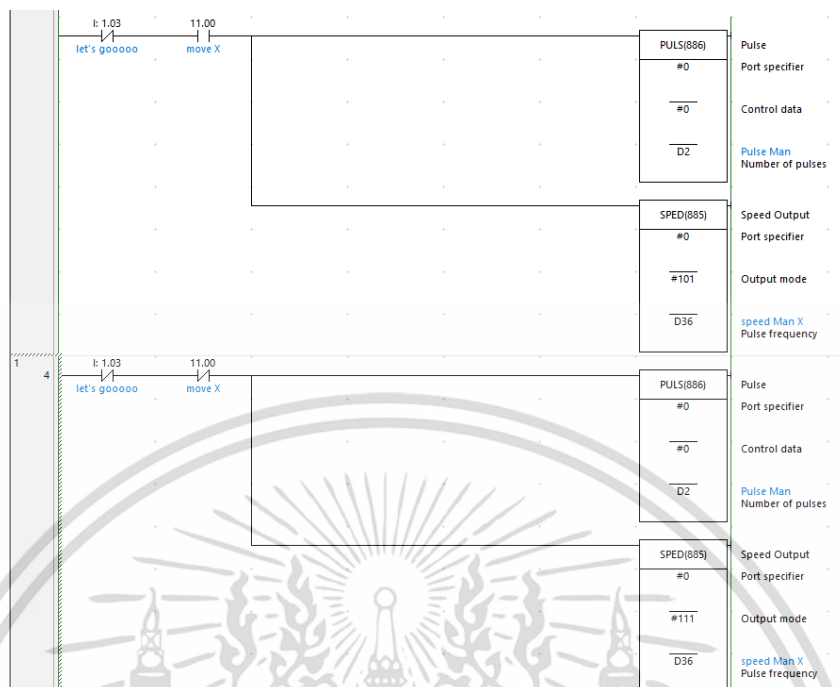 I: 1.03 11.00
let's gooooo move X
PULS(886) Pulse
#0 Port specifier
#0 Control data
D2 Pulse Man
Number of pulses
SPED(885) Speed Output
#0 Port specifier
#101 Output mode
D36 speed Man X
Pulse frequency
1
4
I: 1.03 11.00
let's gooooo move X
PULS(886) Pulse
#0 Port specifier
#0 Control data
D2 Pulse Man
Number of pulses
SPED(885) Speed Output
#0 Port specifier
#111 Output mode
D36 speed Man X
Pulse frequency